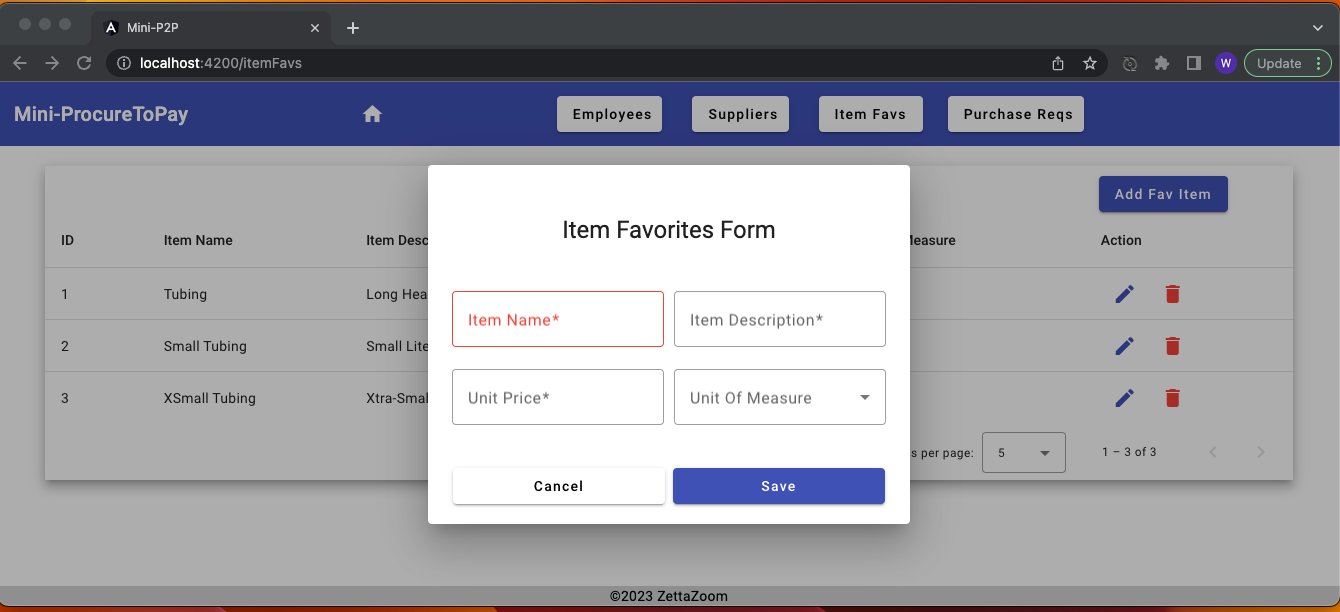 Mini-P2P
localhost:4200/itemFavs
W
Update
Mini-ProcureToPay
Employees
Suppliers
Item Favs
Purchase Reqs
Add Fav Item
ID Item Name Item Desc Measure Action
1 Tubing Long Hea
2 Small Tubing Small Lite
3 XSmall Tubing Xtra-Smal
s per page: 5 1 – 3 of 3
Item Favorites Form
Item Name* Item Description*
Unit Price* Unit Of Measure
Cancel Save
©2023 ZettaZoom